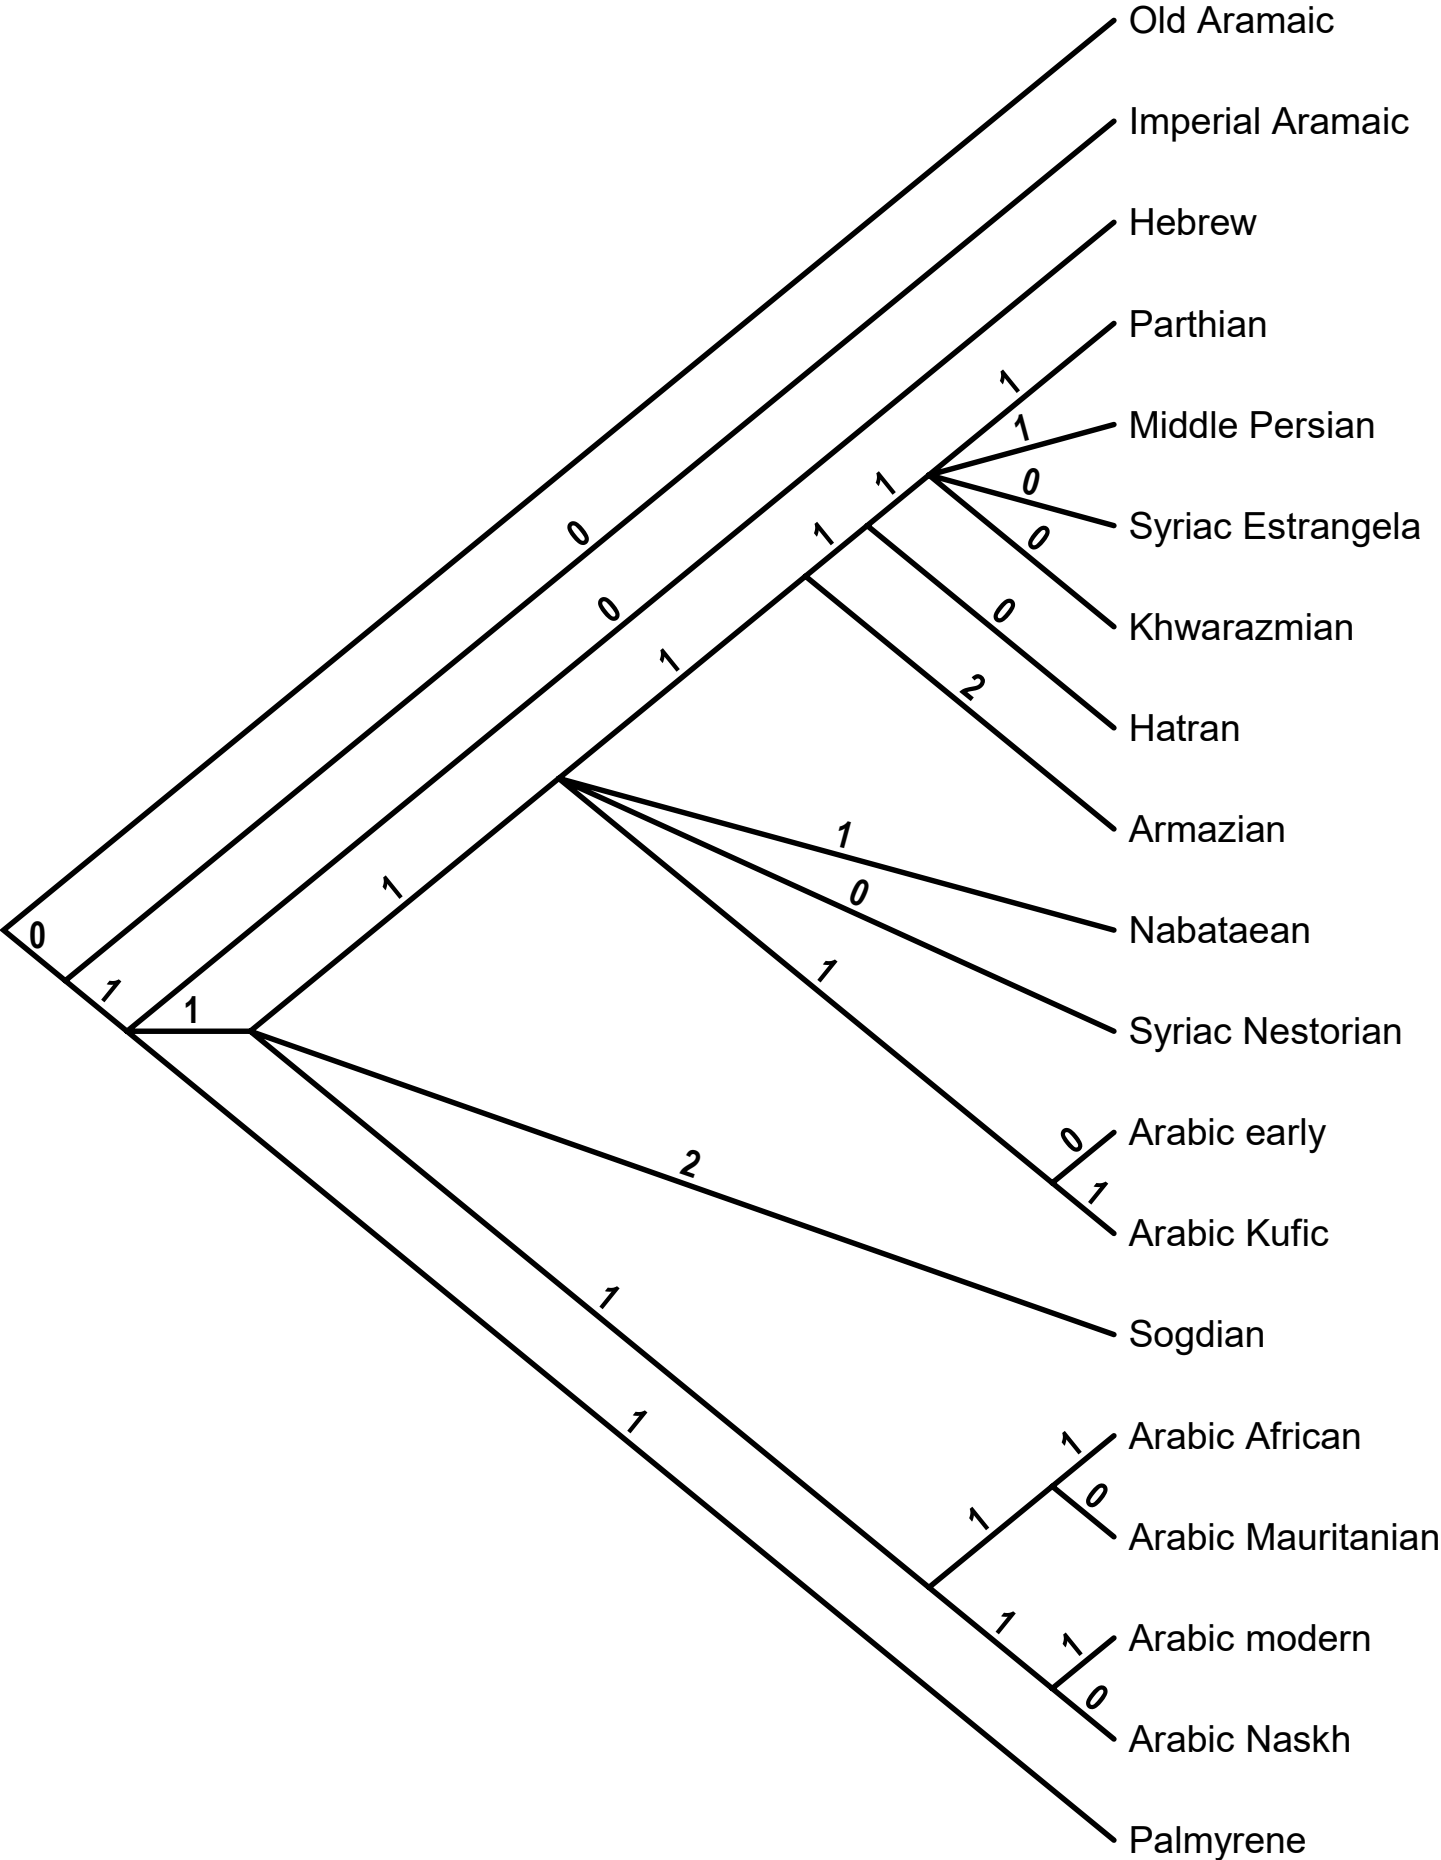 Old Aramaic
Imperial Aramaic
Hebrew
Parthian
1
Middle Persian
1
1
0
Syriac Estrangela
0
1
0
Khwarazmian
0
0
1
Hatran
2
Armazian
1
1
0
Nabataean
0
1
1
1
Syriac Nestorian
1
0
Arabic early
2
1
Arabic Kufic
1
Sogdian
1
1
Arabic African
0
1
Arabic Mauritanian
1
1
Arabic modern
0
Arabic Naskh
Palmyrene